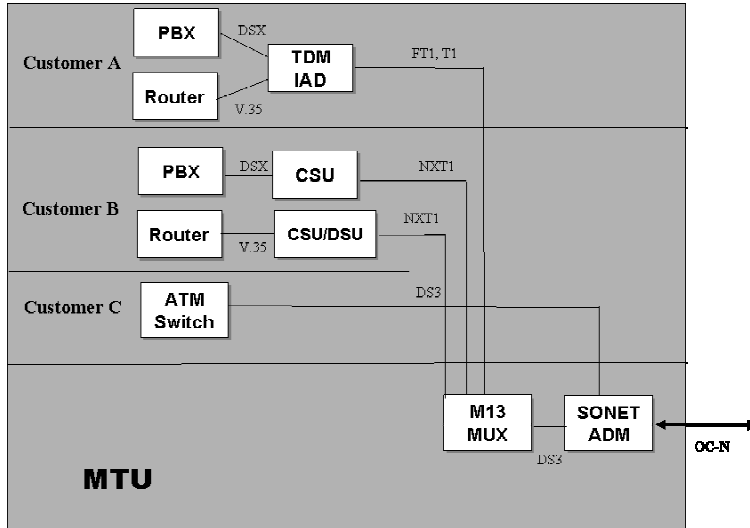 PBX
DSX
Customer A
TDM
IAD
FT1, T1
Router
V.35
PBX
DSX
CSU
NXT1
Customer B
Router
V.35
CSU/DSU
NXT1
Customer C
ATM
Switch
DS3
M13
MUX
SONET
ADM
DS3
OC-N
MTU